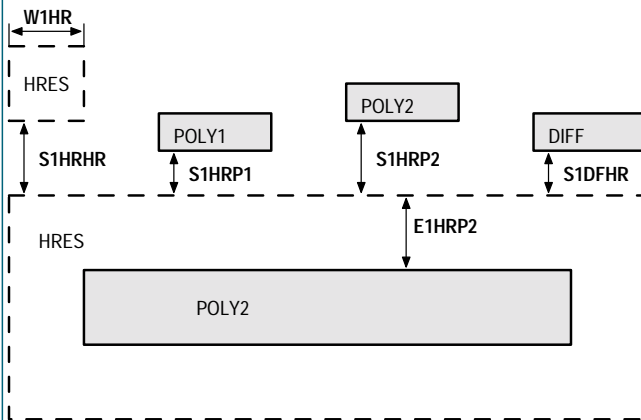 W1HR
HRES
POLY1
POLY2
DIFF
S1HRHR
S1HRP1
S1HRP2
S1DFHR
E1HRP2
HRES
POLY2